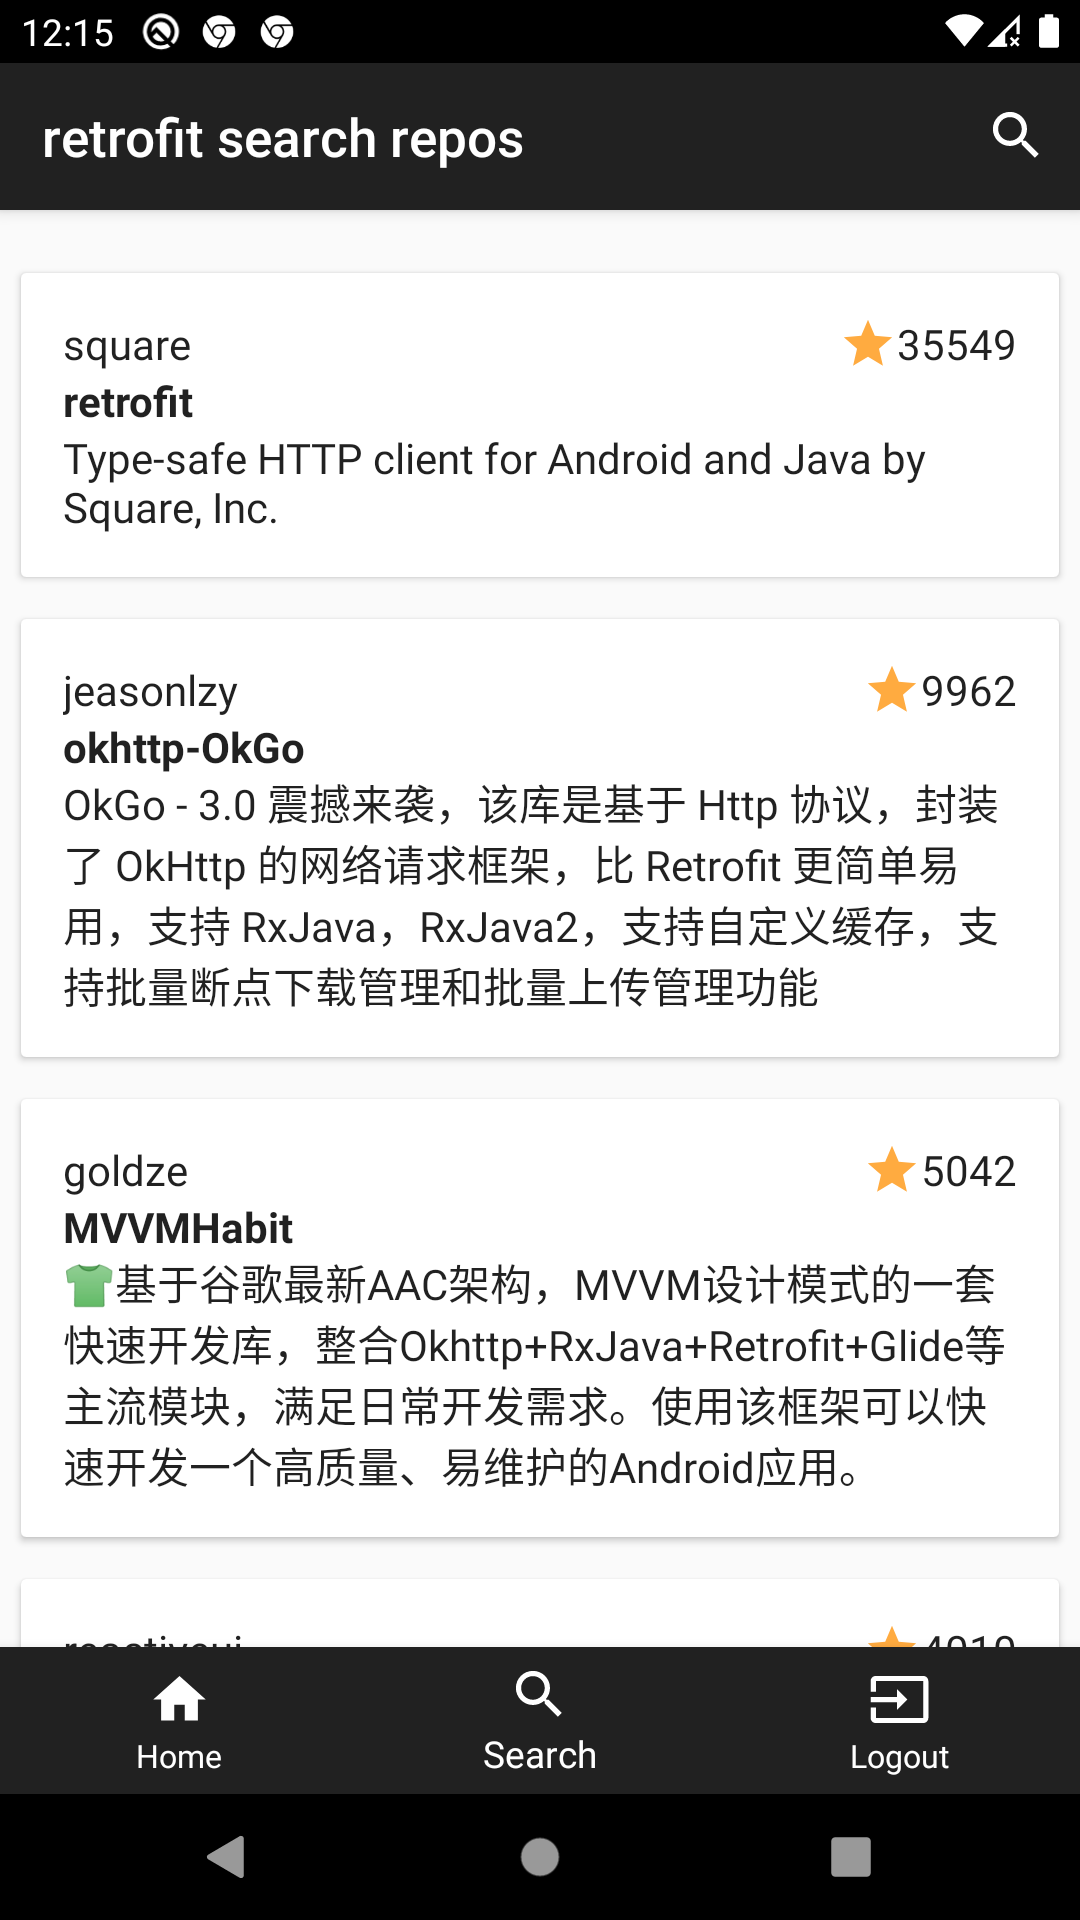 12:15
retrofit search repos
square
35549
retrofit
Type-safe HTTP client for Android and Java by
Square, Inc.
jeasonlzy
9962
okhttp-OkGo
OkGo - 3.0 震撼来袭，该库是基于 Http 协议，封装
了 OkHttp 的网络请求框架，比 Retrofit 更简单易
用，支持 RxJava，RxJava2，支持自定义缓存，支
持批量断点下载管理和批量上传管理功能
goldze
5042
MVVMHabit
👕基于谷歌最新AAC架构，MVVM设计模式的一套
快速开发库，整合Okhttp+RxJava+Retrofit+Glide等
主流模块，满足日常开发需求。使用该框架可以快
速开发一个高质量、易维护的Android应用。
Home
Search
Logout